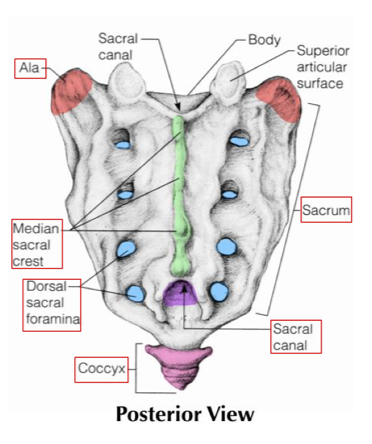 Sacral
canal
Body
Superior
articular
surface
Ala
Sacrum
Median
sacral
crest
Dorsal
sacral
foramina
Sacral
canal
Coccyx
Posterior View